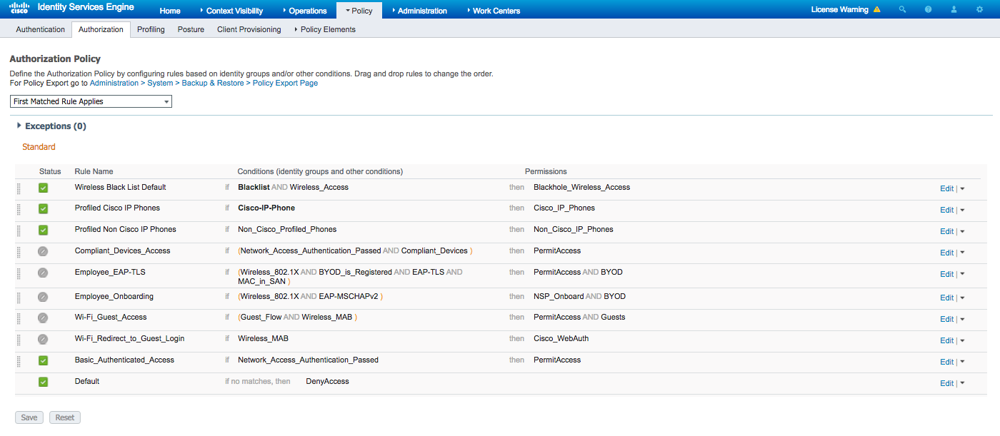 cisco Identity Services Engine Home Context Visibility Operations Policy Administration Work Centers License Warning
Authentication Authorization Profiling Posture Client Provisioning Policy Elements
Authorization Policy
Define the Authorization Policy by configuring rules based on identity groups and/or other conditions. Drag and drop rules to change the order.
For Policy Export go to Administration > System > Backup & Restore > Policy Export Page
First Matched Rule Applies
Exceptions (0)
Standard
Status Rule Name Conditions (identity groups and other conditions) Permissions
Wireless Black List Default if Blacklist AND Wireless_Access then Blackhole_Wireless_Access Edit |
Profiled Cisco IP Phones if Cisco-IP-Phone then Cisco_IP_Phones Edit |
Profiled Non Cisco IP Phones if Non_Cisco_Profiled_Phones then Non_Cisco_IP_Phones Edit |
Compliant_Devices_Access if (Network_Access_Authentication_Passed AND Compliant_Devices ) then PermitAccess Edit |
Employee_EAP-TLS if (Wireless_802.1X AND BYOD_is_Registered AND EAP-TLS AND then PermitAccess AND BYOD Edit |
MAC_in_SAN )
Employee_Onboarding if (Wireless_802.1X AND EAP-MSCHAPv2 ) then NSP_Onboard AND BYOD Edit |
Wi-Fi_Guest_Access if (Guest_Flow AND Wireless_MAB ) then PermitAccess AND Guests Edit |
Wi-Fi_Redirect_to_Guest_Login if Wireless_MAB then Cisco_WebAuth Edit |
Basic_Authenticated_Access if Network_Access_Authentication_Passed then PermitAccess Edit |
Default if no matches, then DenyAccess Edit |
Save Reset